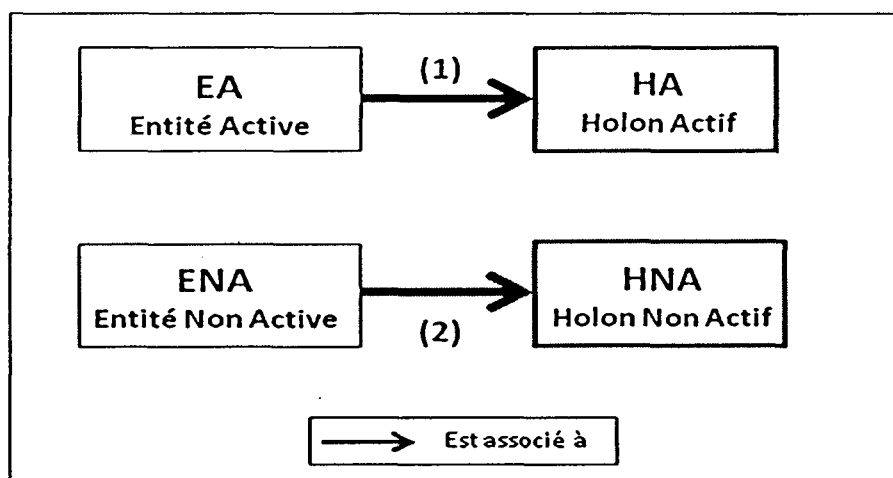 EA
Entité Active
(1)
HA
Holon Actif
ENA
Entité Non Active
(2)
HNA
Holon Non Actif
Est associé à